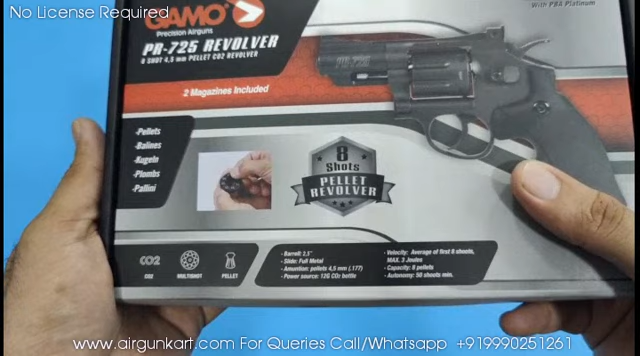 No License Required
With PBA Platinum
GAMO
Precision Airguns
PR-725 REVOLVER
8 SHOT 4,5 mm PELLET CO2 REVOLVER
PR-725
2 Magazines Included
-Pellets
-Balines
-Kugeln
-Plombs
-Pallini
8
Shots
PELLET
REVOLVER
CO2
CO2
MULTISHOT
PELLET
- Barrel: 2,1"
- Slide: Full Metal
- Amunition: pellets 4,5 mm (.177)
- Power source: 12G CO2 bottle
- Velocity: Average of first 8 shoots,
MAX. 3 Joules
- Capacity: 8 pellets
- Autonomy: 50 shoots min.
www.airgunkart.com For Queries Call/Whatsapp +919990251261